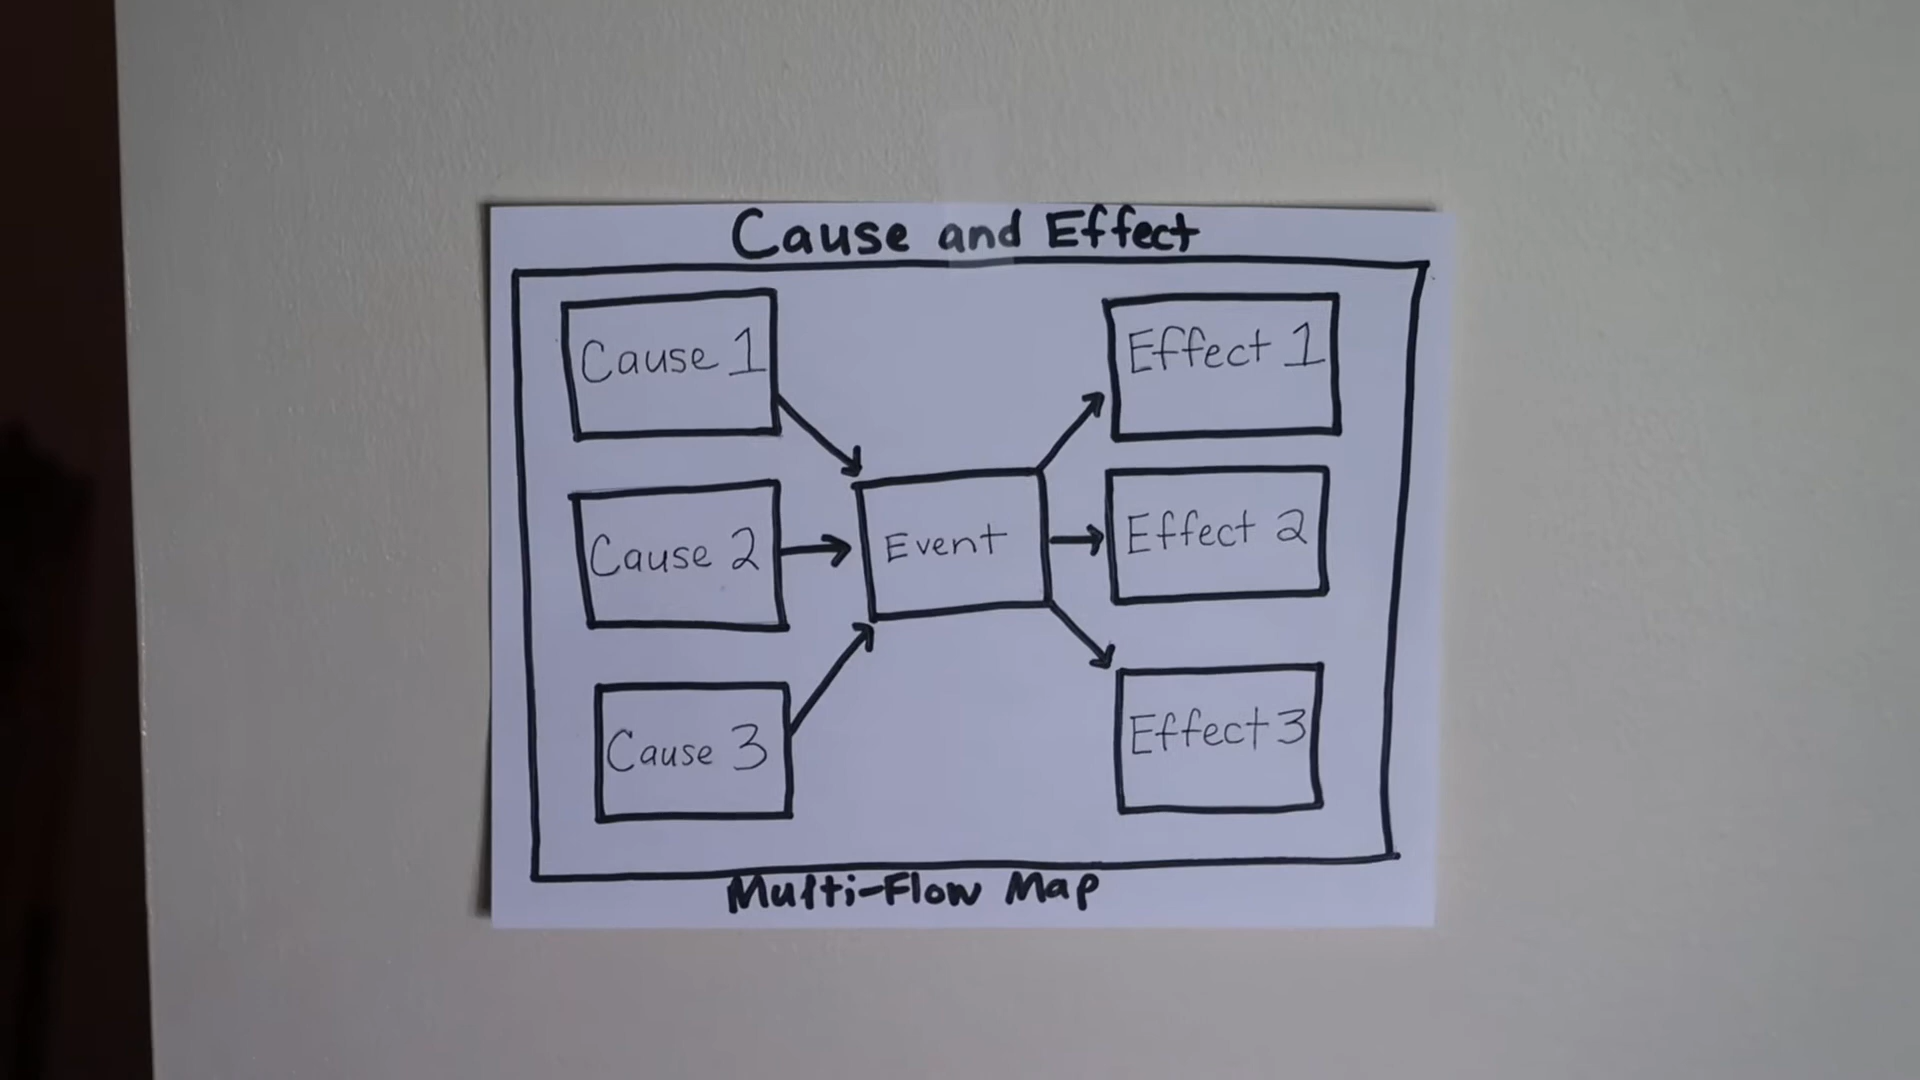 Cause and Effect
Cause 1
Effect 1
Cause 2
Event
Effect 2
Cause 3
Effect 3
Multi-Flow Map